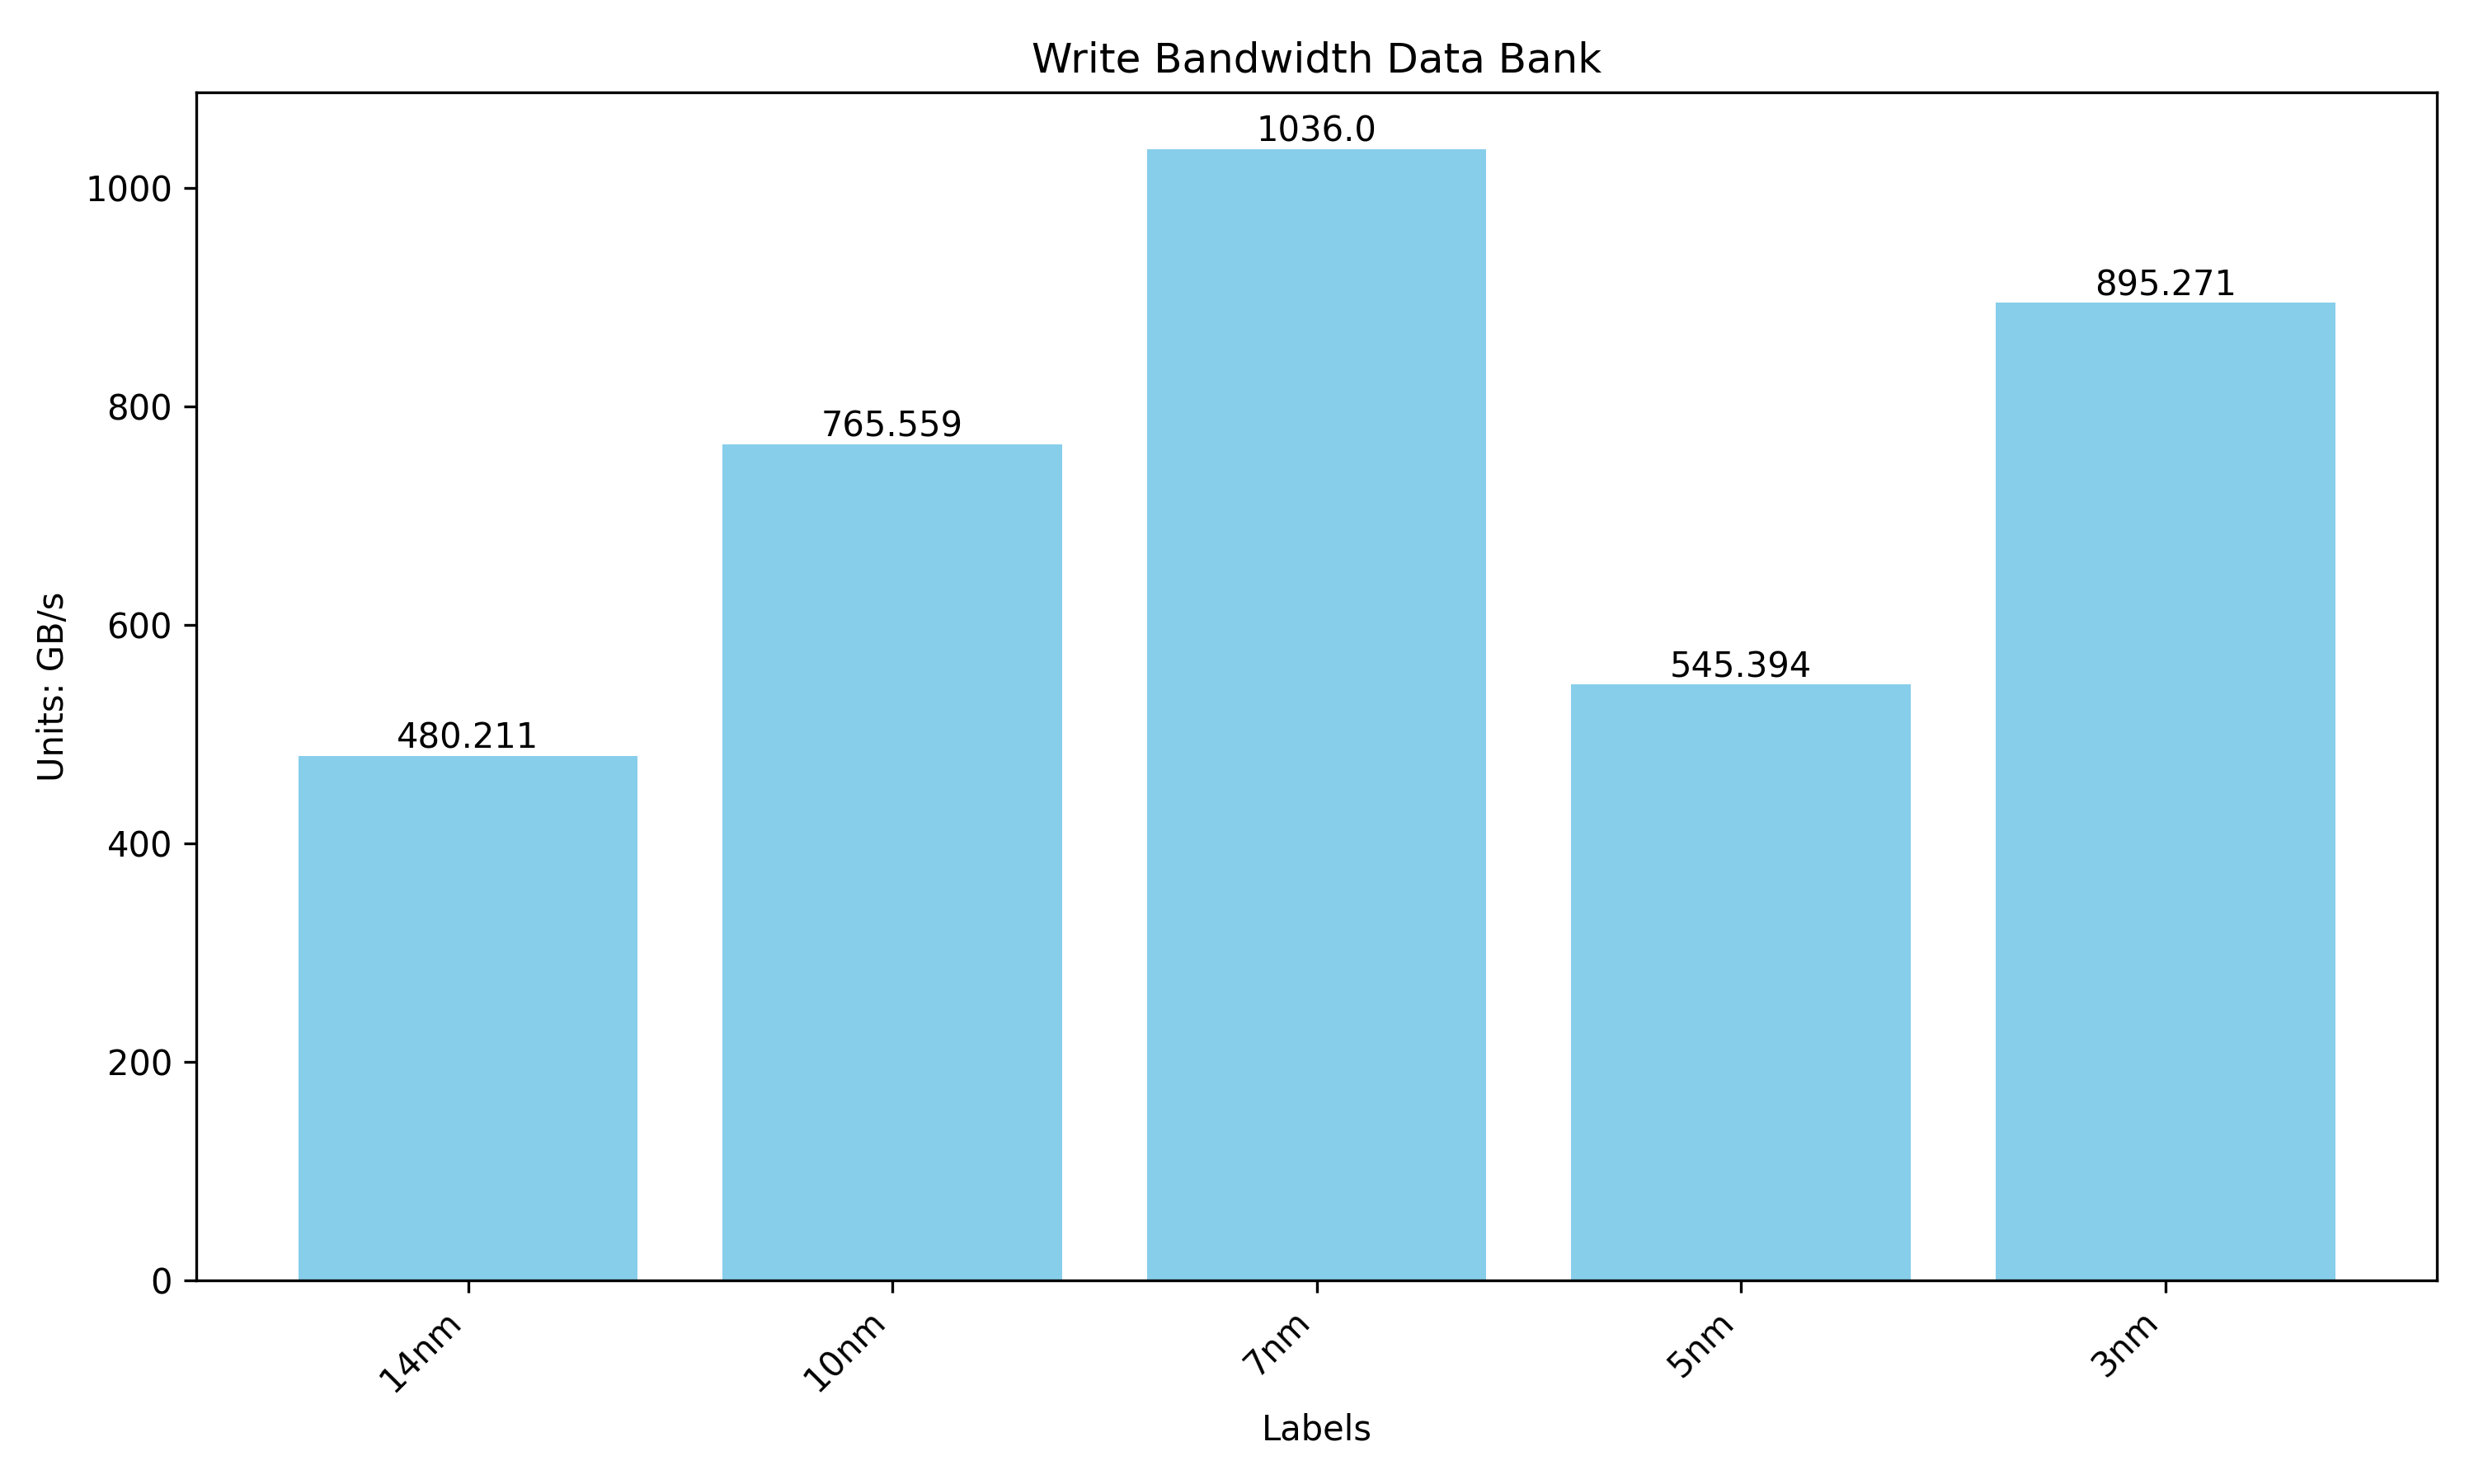 Write Bandwidth Data Bank
1036.0
1000
895.271
800
765.559
600
545.394
480.211
400
200
0
Units: GB/s
14nm
10nm
7nm
5nm
3nm
Labels